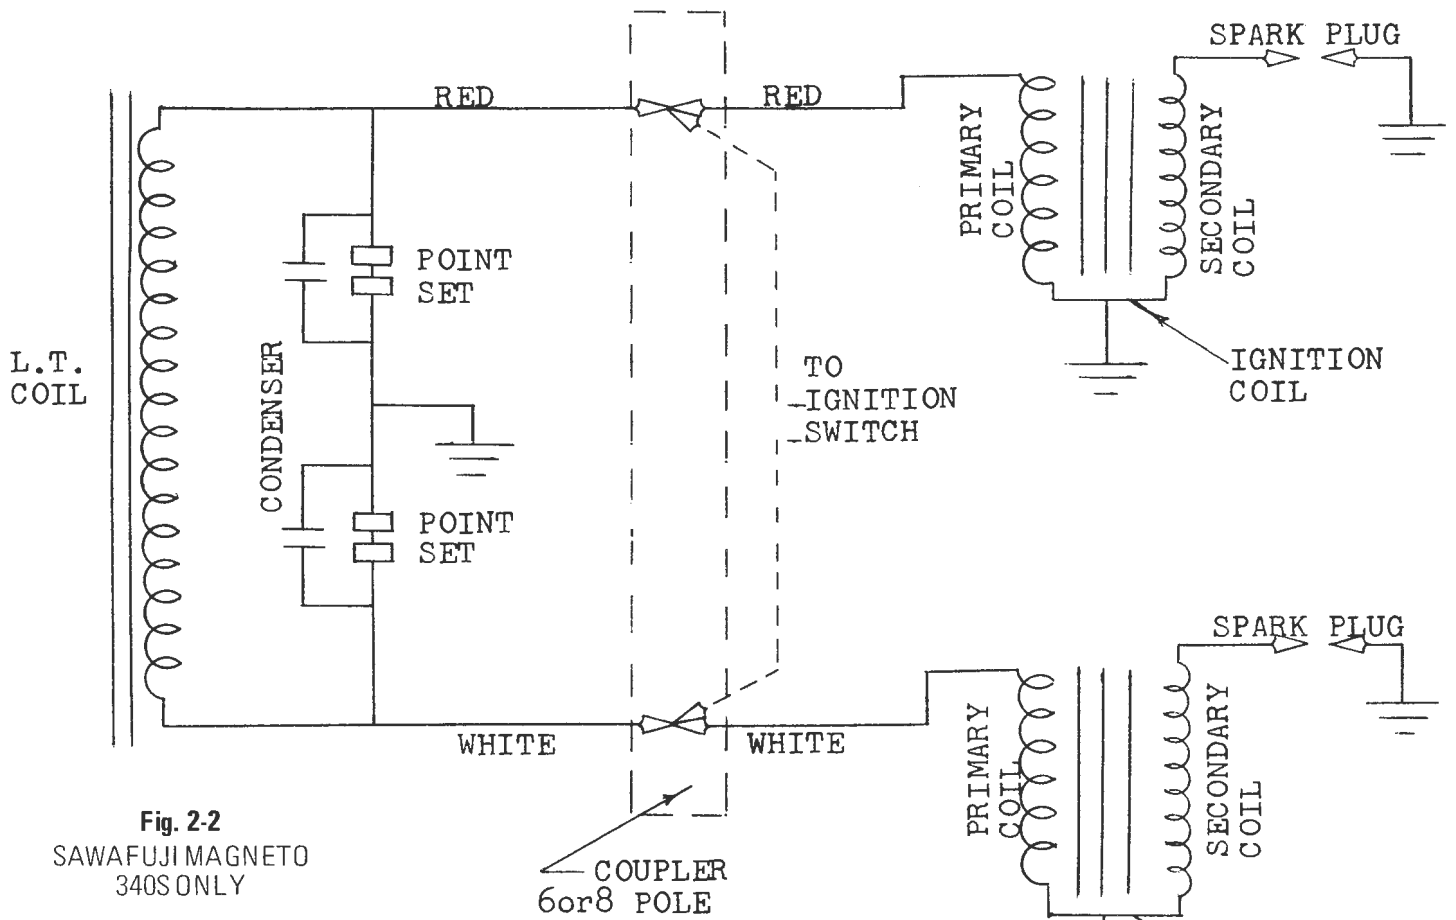 SPARK PLUG
RED
RED
PRIMARY
COIL
SECONDARY
COIL
POINT
SET
L.T.
COIL
CONDENSER
TO
IGNITION
SWITCH
IGNITION
COIL
POINT
SET
SPARK PLUG
WHITE
WHITE
PRIMARY
COIL
SECONDARY
COIL
Fig. 2-2
SAWAFUJI MAGNETO
340S ONLY
COUPLER
6or8 POLE